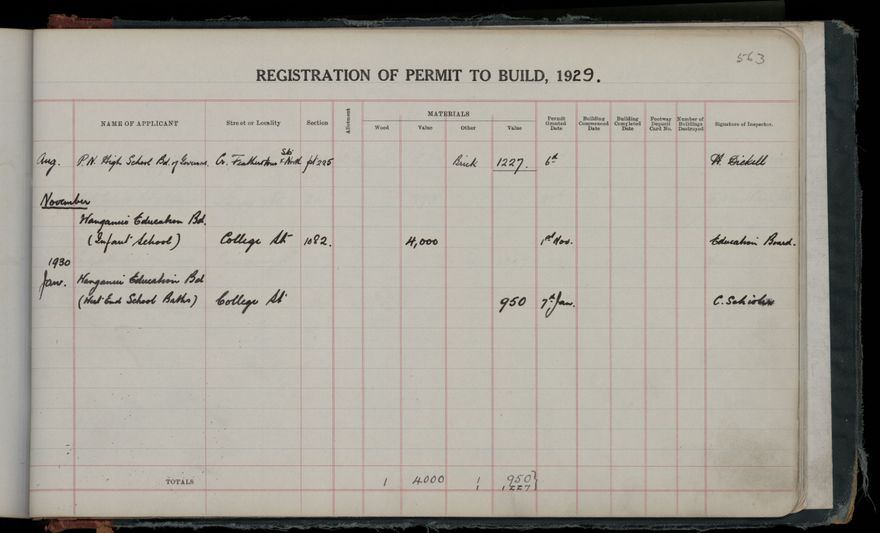 563
REGISTRATION OF PERMIT TO BUILD, 1929.
NAME OF APPLICANT Street or Locality Section Allotment MATERIALS Wood Value Other Value Permit Granted Date Building Commenced Date Building Completed Date Footway Deposit Card No. Number of Buildings Destroyed Signature of Inspector.
Aug. P.N. High School Bd. of Governors Cr. Featherston & North Sts pt 225 Brick 1227. 6th
November
Wanganui Education Bd.
(Infant School) College St 1082. 4,000 1st Nov. Education Board.
1930
Jan. Wanganui Education Bd
(West End School Baths) College St 950 7th Jan.
TOTALS 1 4000 1 950
1 1227